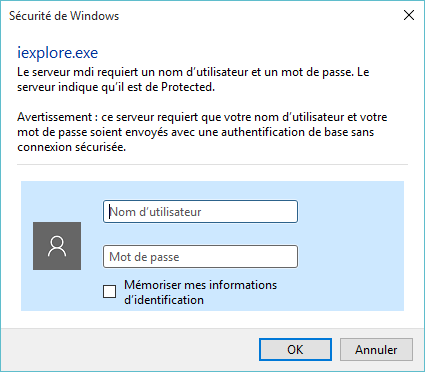 Sécurité de Windows
iexplore.exe
Le serveur mdi requiert un nom d'utilisateur et un mot de passe. Le
serveur indique qu'il est de Protected.
Avertissement : ce serveur requiert que votre nom d'utilisateur et votre
mot de passe soient envoyés avec une authentification de base sans
connexion sécurisée.
Nom d'utilisateur
Mot de passe
Mémoriser mes informations
d'identification
OK
Annuler